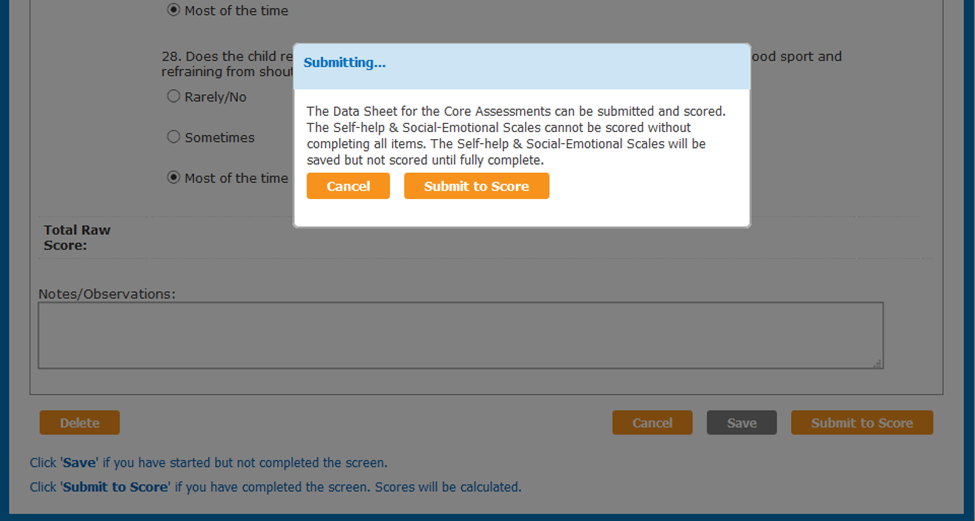 Most of the time
28. Does the child re
ood sport and
refraining from shout
Rarely/No
Sometimes
Most of the time
Submitting...
The Data Sheet for the Core Assessments can be submitted and scored.
The Self-help & Social-Emotional Scales cannot be scored without
completing all items. The Self-help & Social-Emotional Scales will be
saved but not scored until fully complete.
Cancel Submit to Score
Total Raw
Score:
Notes/Observations:
Delete Cancel Save Submit to Score
Click 'Save' if you have started but not completed the screen.
Click 'Submit to Score' if you have completed the screen. Scores will be calculated.